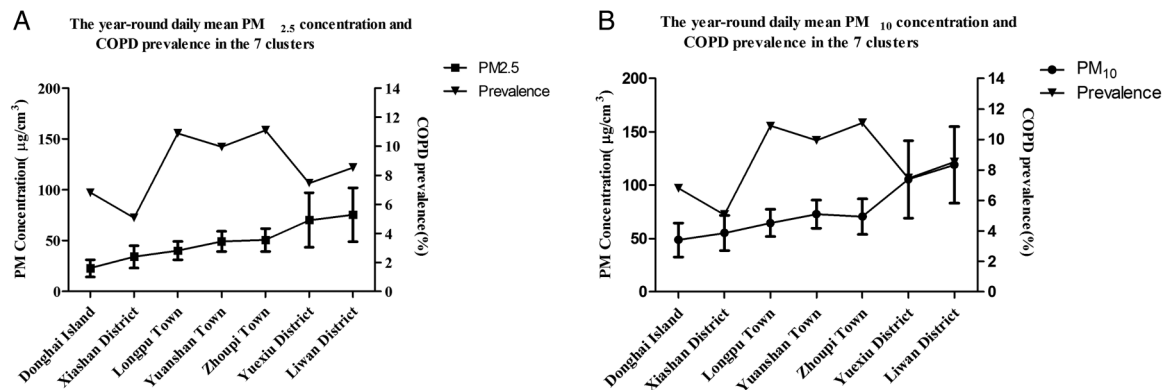 A
The year-round daily mean PM 2.5 concentration and
COPD prevalence in the 7 clusters
PM2.5
Prevalence
PM Concentration( μg/cm3)
200
150
100
50
0
COPD prevalence(%)
14
12
10
8
6
4
2
0
Donghai Island
Xiashan District
Longpu Town
Yuanshan Town
Zhoupi Town
Yuexiu District
Liwan District
B
The year-round daily mean PM 10 concentration and
COPD prevalence in the 7 clusters
PM10
Prevalence
PM Concentration( μg/cm3)
200
150
100
50
0
COPD prevalence(%)
14
12
10
8
6
4
2
0
Donghai Island
Xiashan District
Longpu Town
Yuanshan Town
Zhoupi Town
Yuexiu District
Liwan District